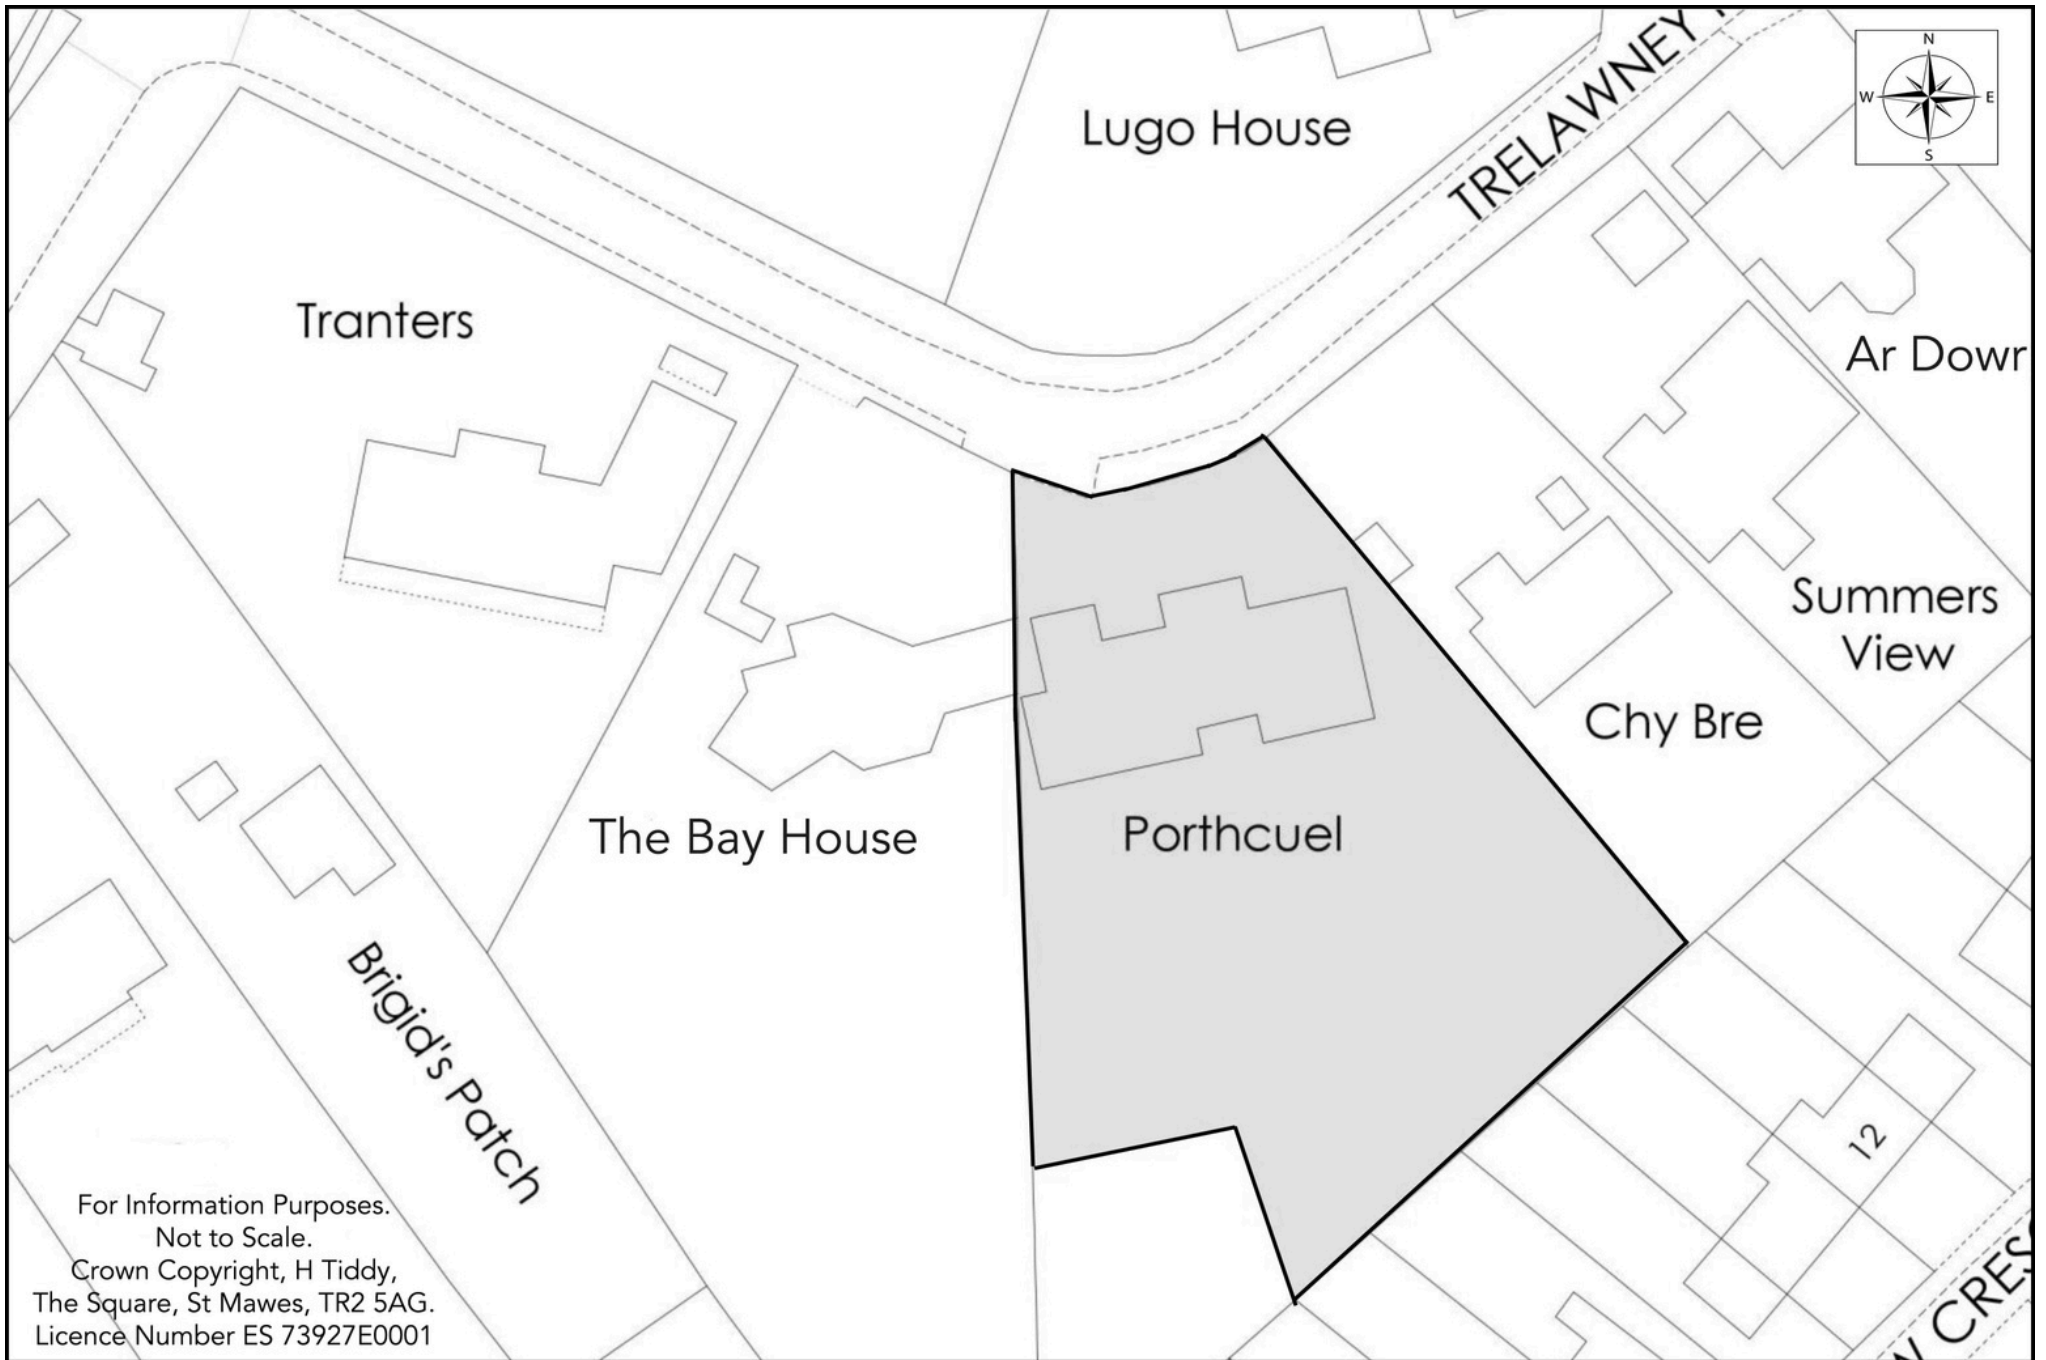 Lugo House
TRELAWNEY
N
W E
S
Tranters
Ar Dowr
Summers
View
Chy Bre
The Bay House
Porthcuel
Brigid's Patch
12
For Information Purposes.
Not to Scale.
Crown Copyright, H Tiddy,
The Square, St Mawes, TR2 5AG.
Licence Number ES 73927E0001